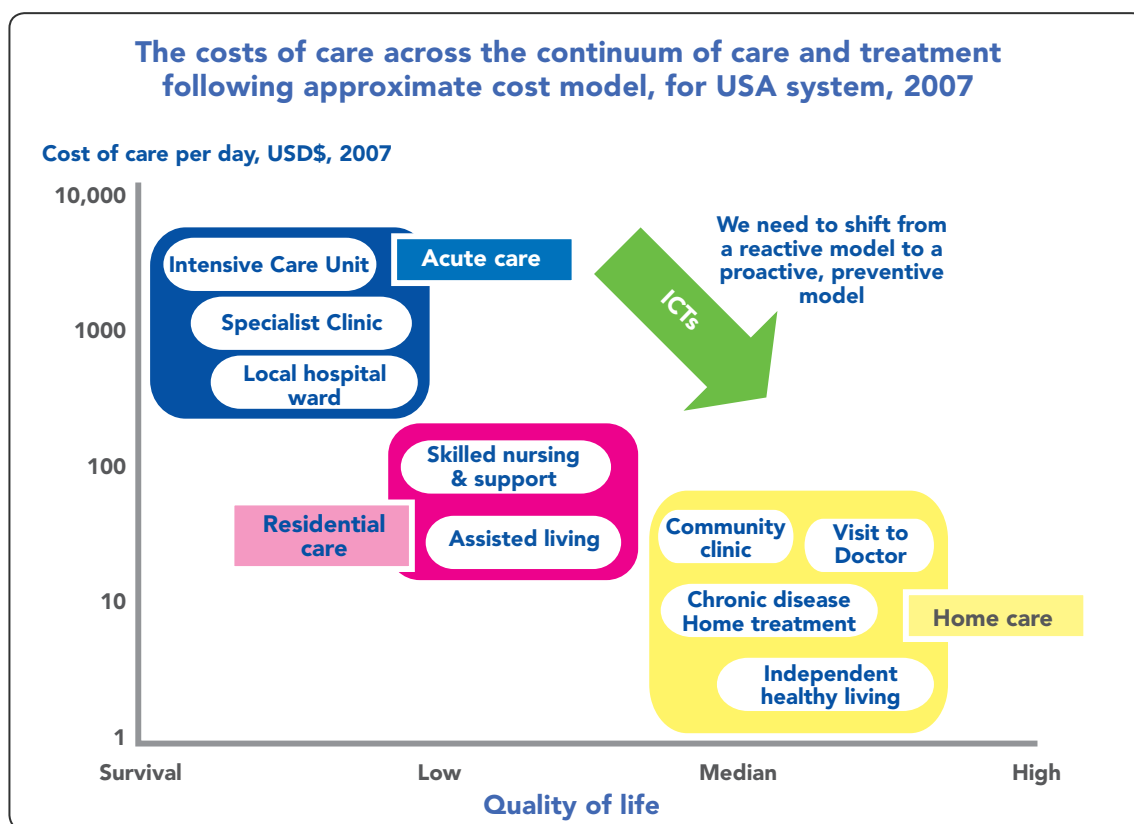 The costs of care across the continuum of care and treatment
following approximate cost model, for USA system, 2007
Cost of care per day, USD$, 2007
10,000
1000
100
10
1
Intensive Care Unit
Specialist Clinic
Local hospital
ward
Acute care
ICTs
We need to shift from
a reactive model to a
proactive, preventive
model
Skilled nursing
& support
Assisted living
Residential
care
Community
clinic
Visit to
Doctor
Chronic disease
Home treatment
Independent
healthy living
Home care
Survival
Low
Median
High
Quality of life